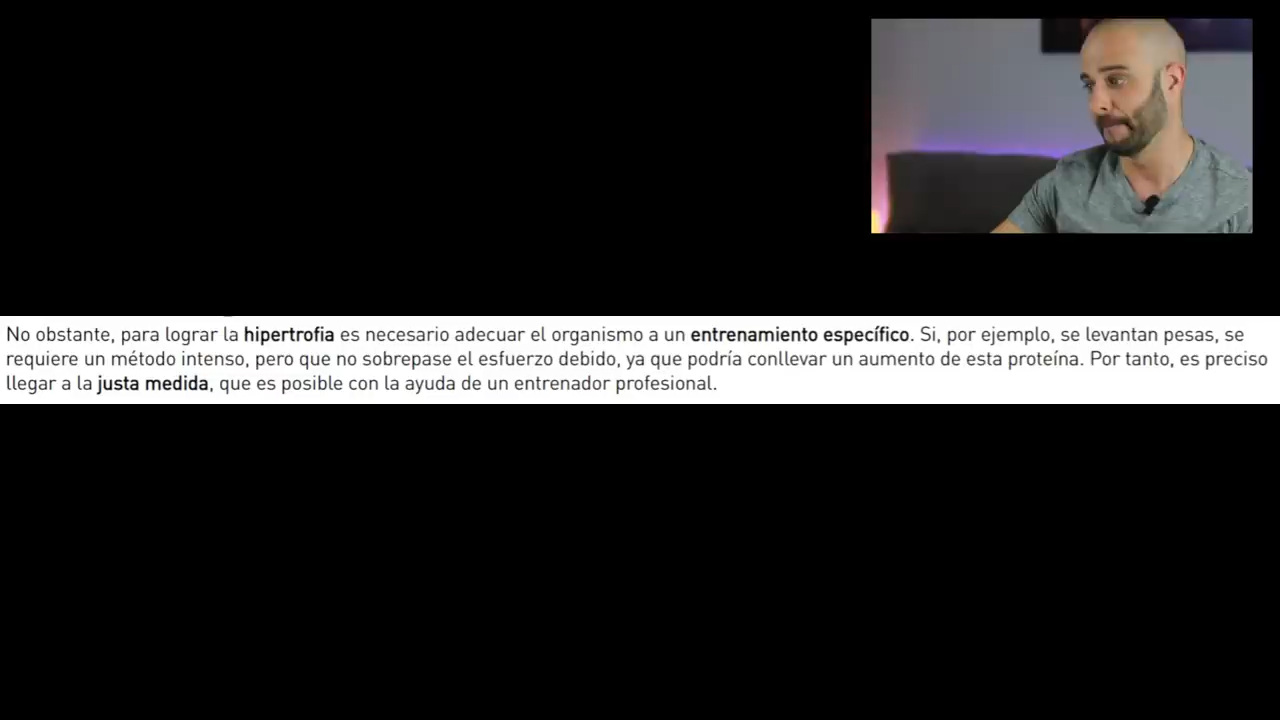 No obstante, para lograr la hipertrofia es necesario adecuar el organismo a un entrenamiento específico. Si, por ejemplo, se levantan pesas, se
requiere un método intenso, pero que no sobrepase el esfuerzo debido, ya que podría conllevar un aumento de esta proteína. Por tanto, es preciso
llegar a la justa medida, que es posible con la ayuda de un entrenador profesional.